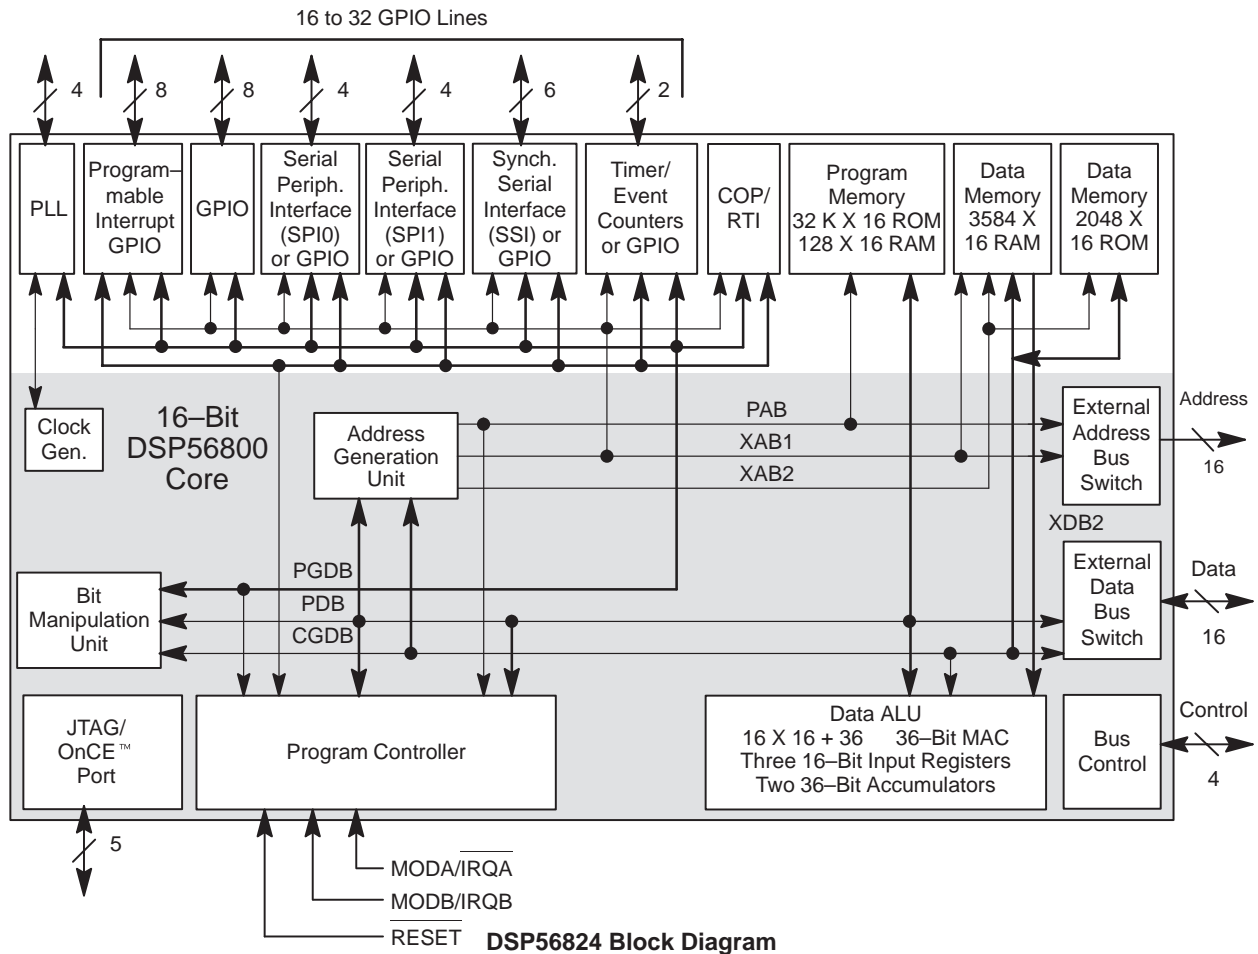 16 to 32 GPIO Lines
4
8
8
4
4
6
2
PLL
Program–
mable
Interrupt
GPIO
GPIO
Serial
Periph.
Interface
(SPI0)
or GPIO
Serial
Periph.
Interface
(SPI1)
or GPIO
Synch.
Serial
Interface
(SSI) or
GPIO
Timer/
Event
Counters
or GPIO
COP/
RTI
Program
Memory
32 K X 16 ROM
128 X 16 RAM
Data
Memory
3584 X
16 RAM
Data
Memory
2048 X
16 ROM
Clock
Gen.
16–Bit
DSP56800
Core
Address
Generation
Unit
PAB
XAB1
XAB2
External
Address
Bus
Switch
Address
16
XDB2
PGDB
PDB
CGDB
Bit
Manipulation
Unit
External
Data
Bus
Switch
Data
16
JTAG/
OnCE™
Port
Program Controller
Data ALU
16 X 16 + 36 36–Bit MAC
Three 16–Bit Input Registers
Two 36–Bit Accumulators
Bus
Control
Control
4
5
MODA/IRQA
MODB/IRQB
RESET
DSP56824 Block Diagram